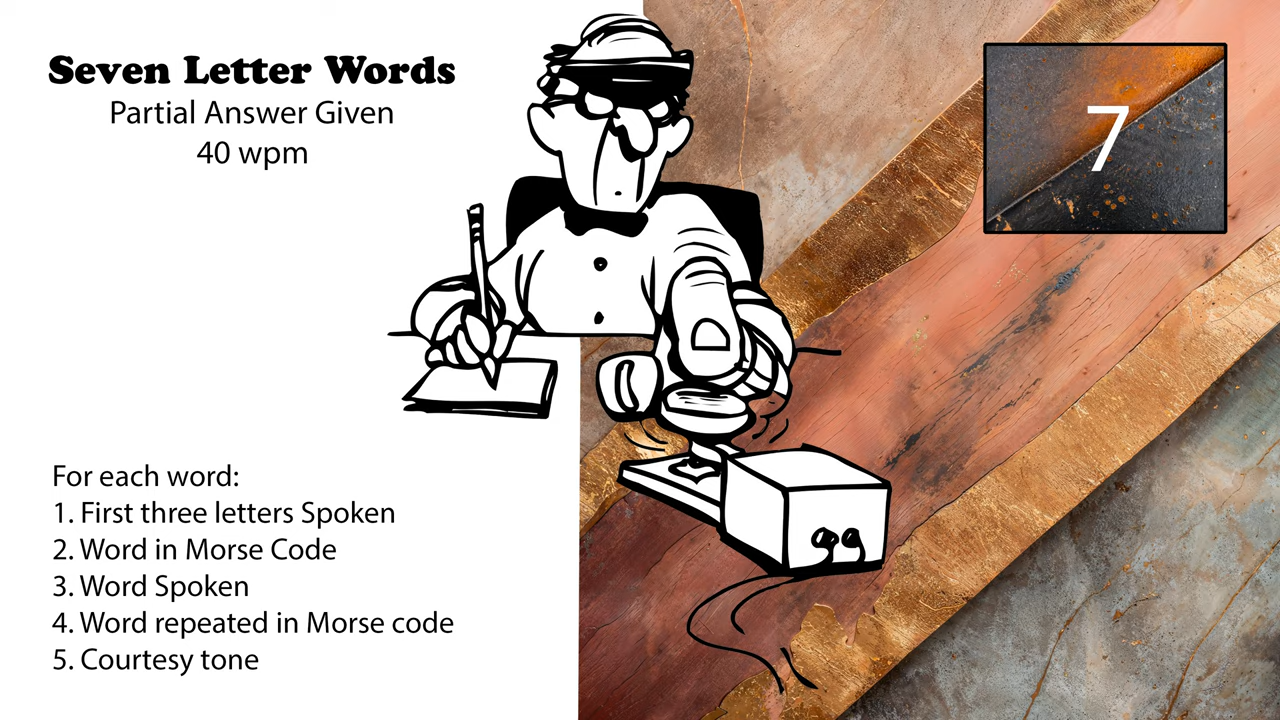 Seven Letter Words
Partial Answer Given
40 wpm
7
For each word:
1. First three letters Spoken
2. Word in Morse Code
3. Word Spoken
4. Word repeated in Morse code
5. Courtesy tone